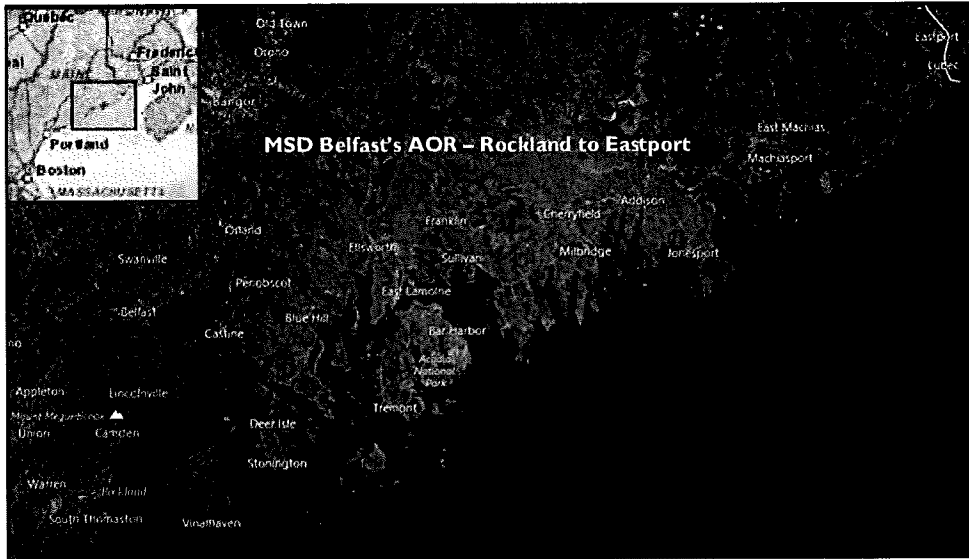 Quebec
Old Town
Orono
Frederic
MAINE
Saint
John
Bangor
Portland
Boston
MASSACHUSETT
Eastport
Lubec
MSD Belfast's AOR – Rockland to Eastport
East Machias
Machiasport
Addison
Cherryfield
Franklin
Orland
Ellsworth
Milbridge
Jonesport
Sullivan
Swanville
Penobscot
East Lamoine
Belfast
Blue Hill
Castine
Bar Harbor
no
Acadia
National
Park
Appleton
Lincolnville
Tremont
Mount Megunticook
Union
Camden
Deer Isle
Stonington
Warren
Rockland
South Thomaston
Vinalhaven